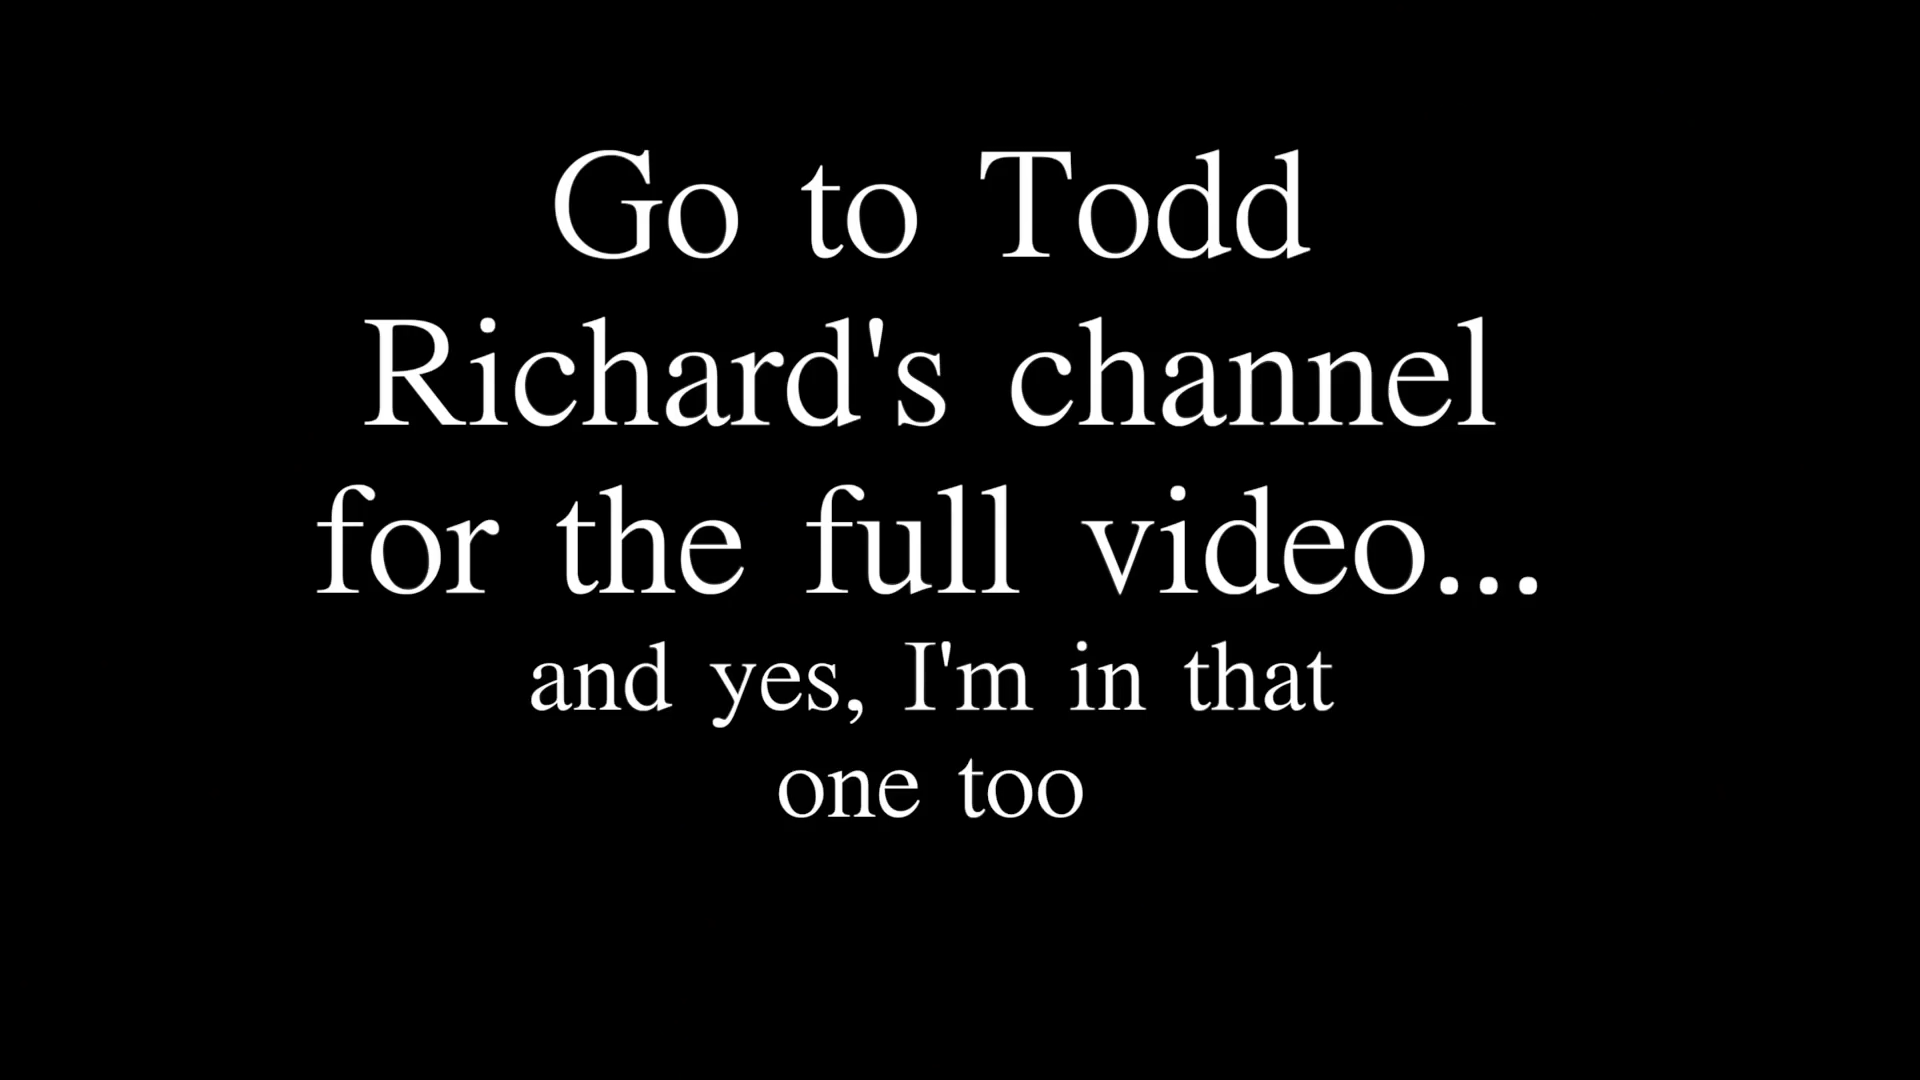 Go to Todd
Richard's channel
for the full video...
and yes, I'm in that
one too